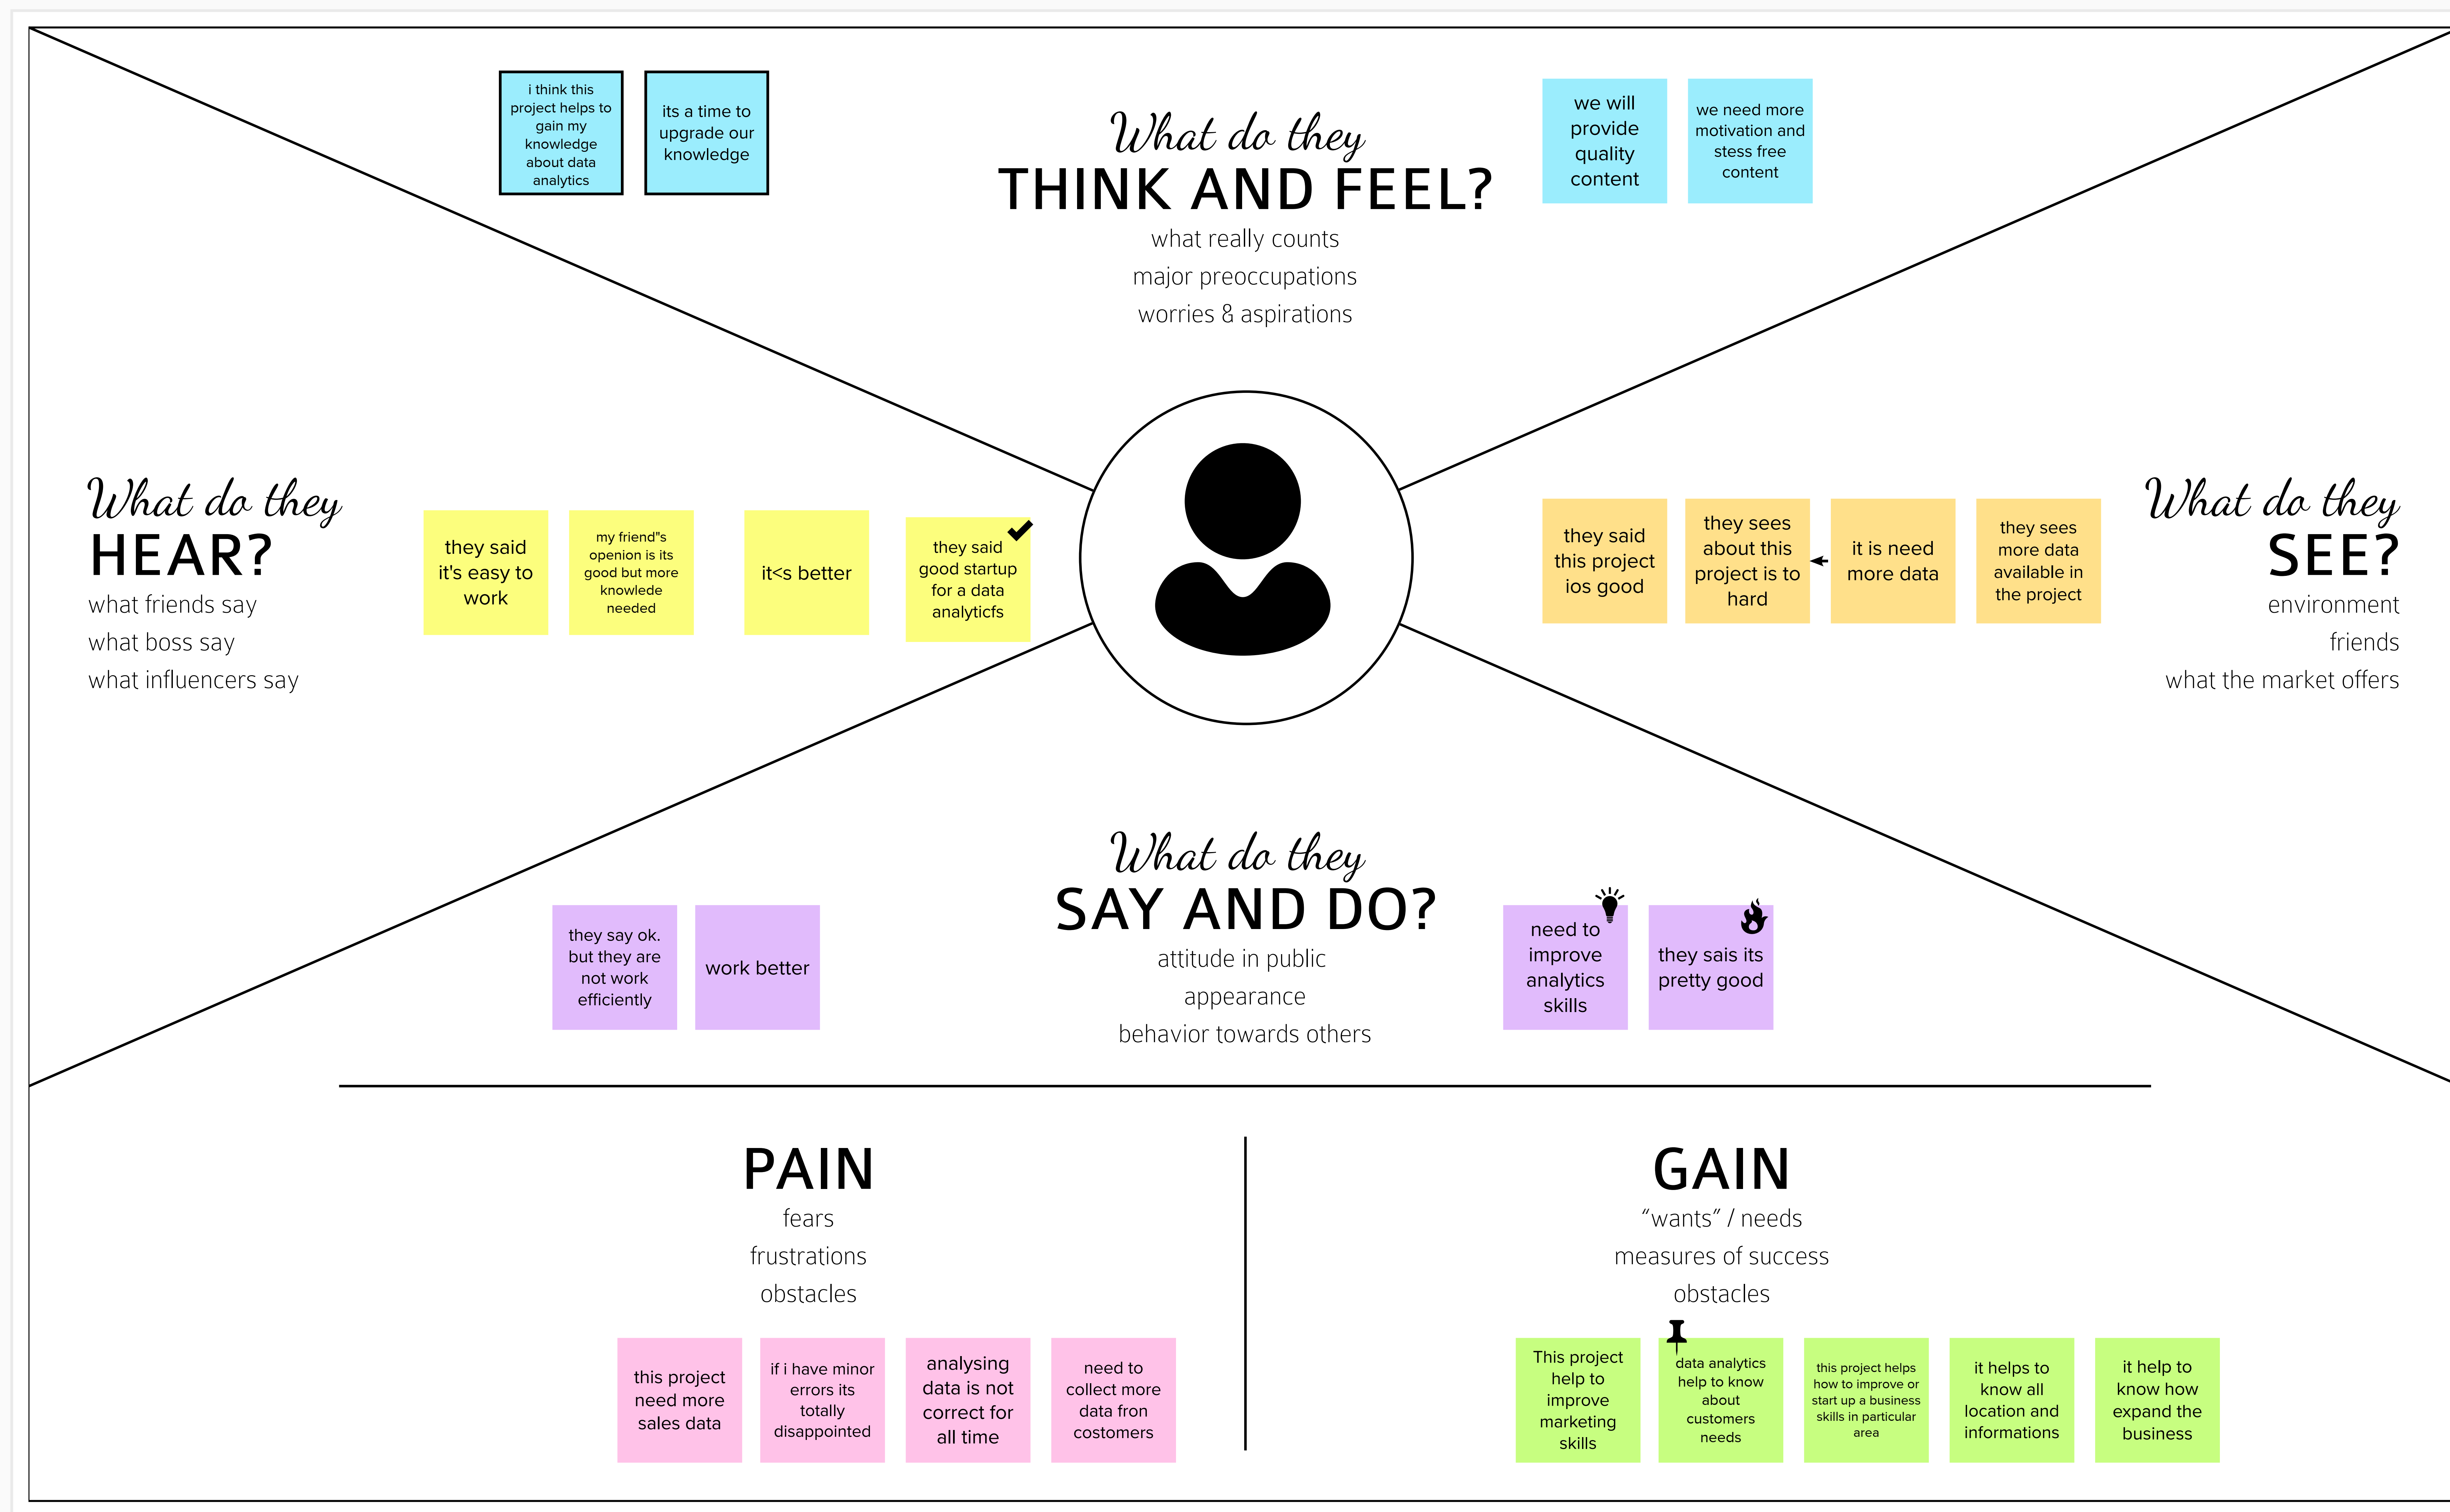 i think this
project helps to
gain my
knowledge
about data
analytics
its a time to
upgrade our
knowledge
What do they
THINK AND FEEL?
what really counts
major preoccupations
worries & aspirations
we will
provide
quality
content
we need more
motivation and
stess free
content
What do they
HEAR?
what friends say
what boss say
what influencers say
they said
it's easy to
work
my friend"s
openion is its
good but more
knowlede
needed
it<s better
they said
good startup
for a data
analyticfs
they said
this project
ios good
they sees
about this
project is to
hard
it is need
more data
they sees
more data
available in
the project
What do they
SEE?
environment
friends
what the market offers
they say ok.
but they are
not work
efficiently
work better
What do they
SAY AND DO?
attitude in public
appearance
behavior towards others
need to
improve
analytics
skills
they sais its
pretty good
PAIN
fears
frustrations
obstacles
this project
need more
sales data
if i have minor
errors its
totally
disappointed
analysing
data is not
correct for
all time
need to
collect more
data fron
costomers
GAIN
“wants” / needs
measures of success
obstacles
This project
help to
improve
marketing
skills
data analytics
help to know
about
customers
needs
this project helps
how to improve or
start up a business
skills in particular
area
it helps to
know all
location and
informations
it help to
know how
expand the
business